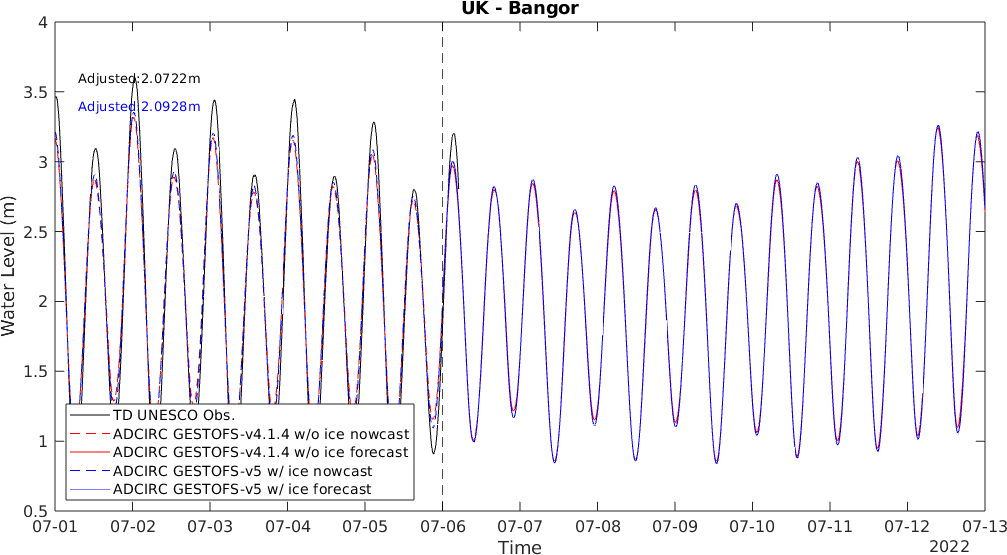 UK - Bangor
4
3.5
3
2.5
2
1.5
1
0.5
Water Level (m)
Adjusted:2.0722m
Adjusted:2.0928m
TD UNESCO Obs.
ADCIRC GESTOFS-v4.1.4 w/o ice nowcast
ADCIRC GESTOFS-v4.1.4 w/o ice forecast
ADCIRC GESTOFS-v5 w/ ice nowcast
ADCIRC GESTOFS-v5 w/ ice forecast
07-01 07-02 07-03 07-04 07-05 07-06 07-07 07-08 07-09 07-10 07-11 07-12 07-13
Time
2022